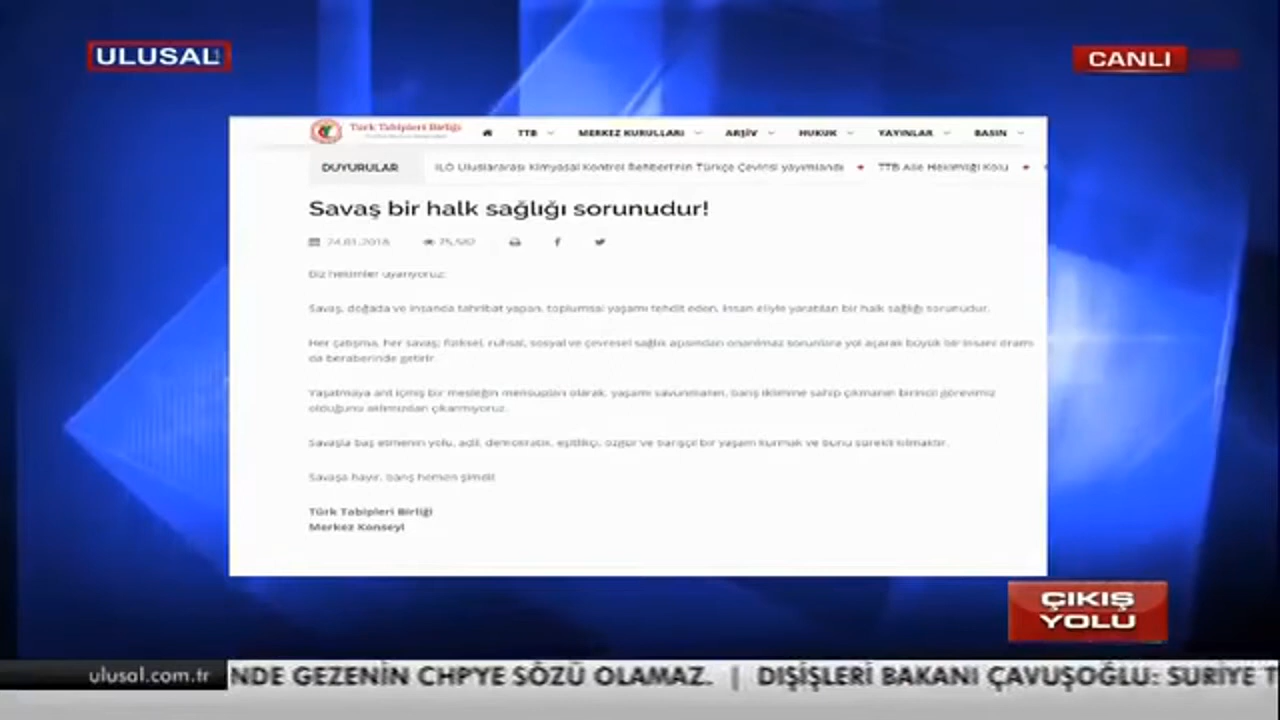 ULUSAL 1
CANLI
Türk Tabipleri Birliği
TTB MERKEZ KURULLARI ARŞİV HUKUK YAYINLAR BASIN
DUYURULAR ILO Uluslararası Kimyasal Kontrol Rehberi'nin Türkçe Çevirisi yayımlandı TTB Aile Hekimliği Kolu
Savaş bir halk sağlığı sorunudur!
24.01.2018 75,582
Biz hekimler uyarıyoruz:
Savaş, doğada ve insanda tahribat yapan, toplumsal yaşamı tehdit eden, insan eliyle yaratılan bir halk sağlığı sorunudur.
Her çatışma, her savaş; fiziksel, ruhsal, sosyal ve çevresel sağlık açısından onarılmaz sorunlara yol açarak büyük bir insani dramı
da beraberinde getirir.
Yaşatmaya ant içmiş bir mesleğin mensupları olarak, yaşamı savunmanın, barış iklimine sahip çıkmanın birincil görevimiz
olduğunu aklımızdan çıkarmıyoruz.
Savaşla baş etmenin yolu, adil, demokratik, eşitlikçi, özgür ve barışçıl bir yaşam kurmak ve bunu sürekli kılmaktır.
Savaşa hayır, barış hemen şimdi!
Türk Tabipleri Birliği
Merkez Konseyi
ÇIKIŞ
YOLU
ulusal.com.tr NDE GEZENİN CHPYE SÖZÜ OLAMAZ. | DIŞİŞLERİ BAKANI ÇAVUŞOĞLU: SURİYE T